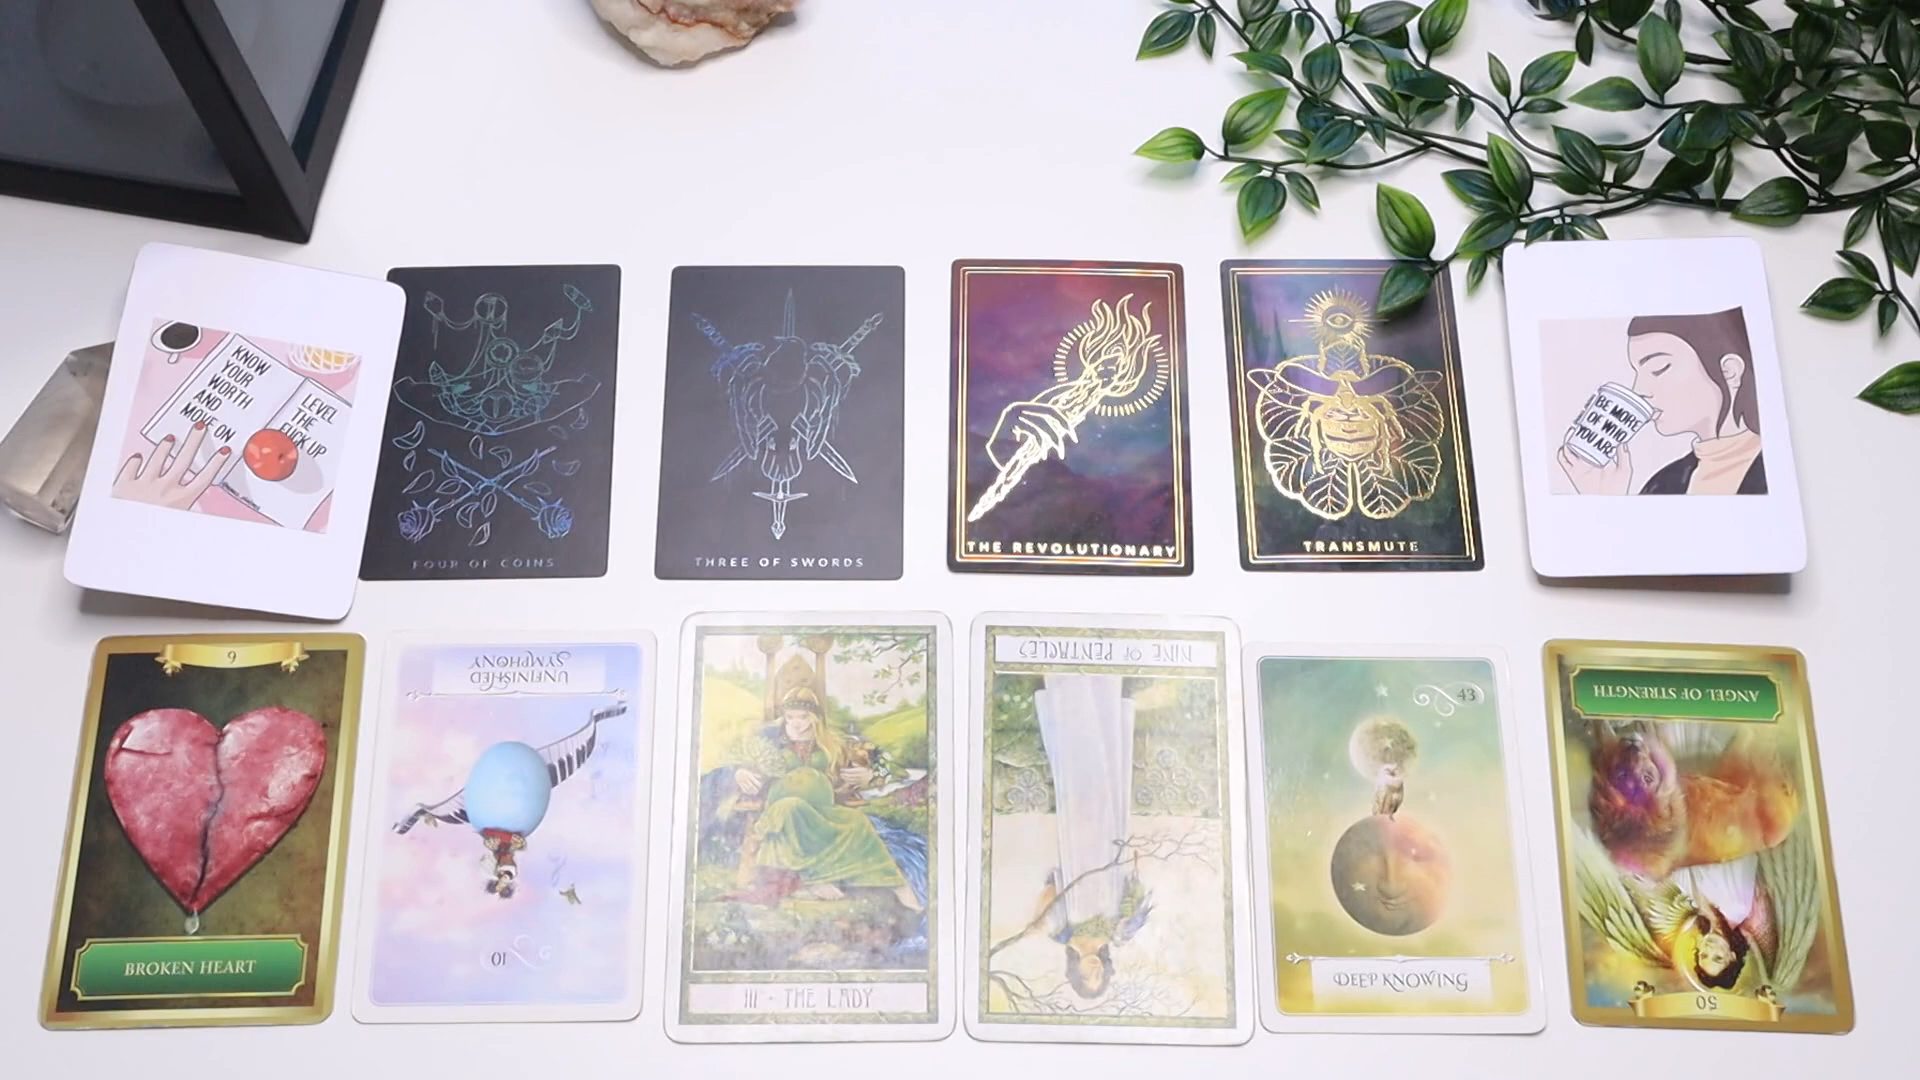 KNOW
YOUR
WORTH
AND
MOVE ON
LEVEL
THE
FUCK UP
FOUR OF COINS
THREE OF SWORDS
THE REVOLUTIONARY
TRANSMUTE
BE MORE
OF WHO
YOU ARE
6
BROKEN HEART
UNFINISHED
SYMPHONY
10
III · THE LADY
NINE OF PENTACLES
43
DEEP KNOWING
ANGEL OF STRENGTH
50